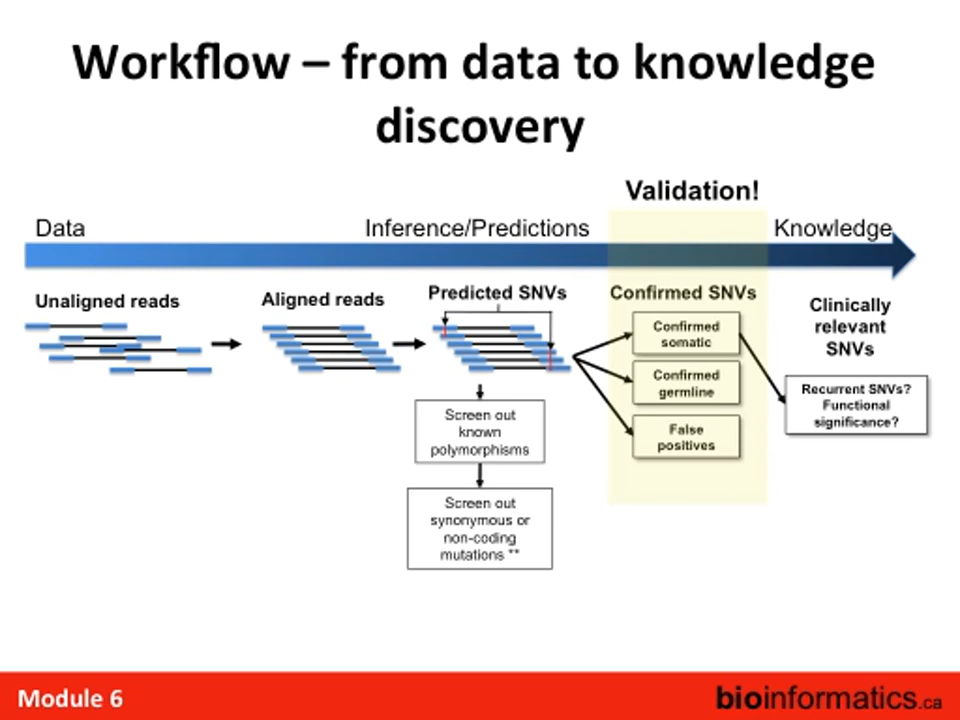 Workflow – from data to knowledge
discovery
Validation!
Data
Inference/Predictions
Knowledge
Unaligned reads
Aligned reads
Predicted SNVs
Confirmed SNVs
Clinically
relevant
SNVs
Confirmed
somatic
Confirmed
germline
False
positives
Recurrent SNVs?
Functional
significance?
Screen out
known
polymorphisms
Screen out
synonymous or
non-coding
mutations **
Module 6
bioinformatics.ca